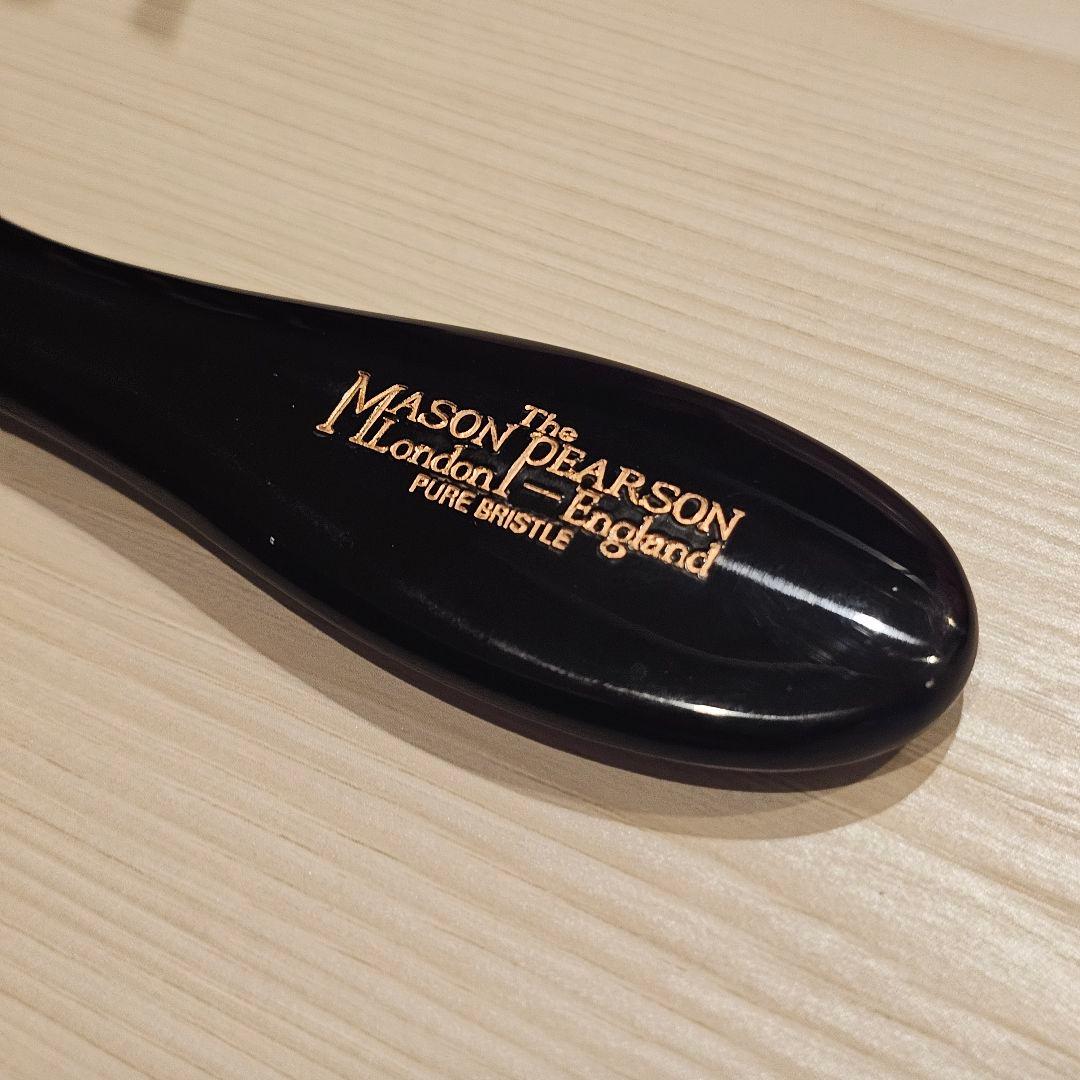 The
MASON PEARSON
London — England
PURE BRISTLE